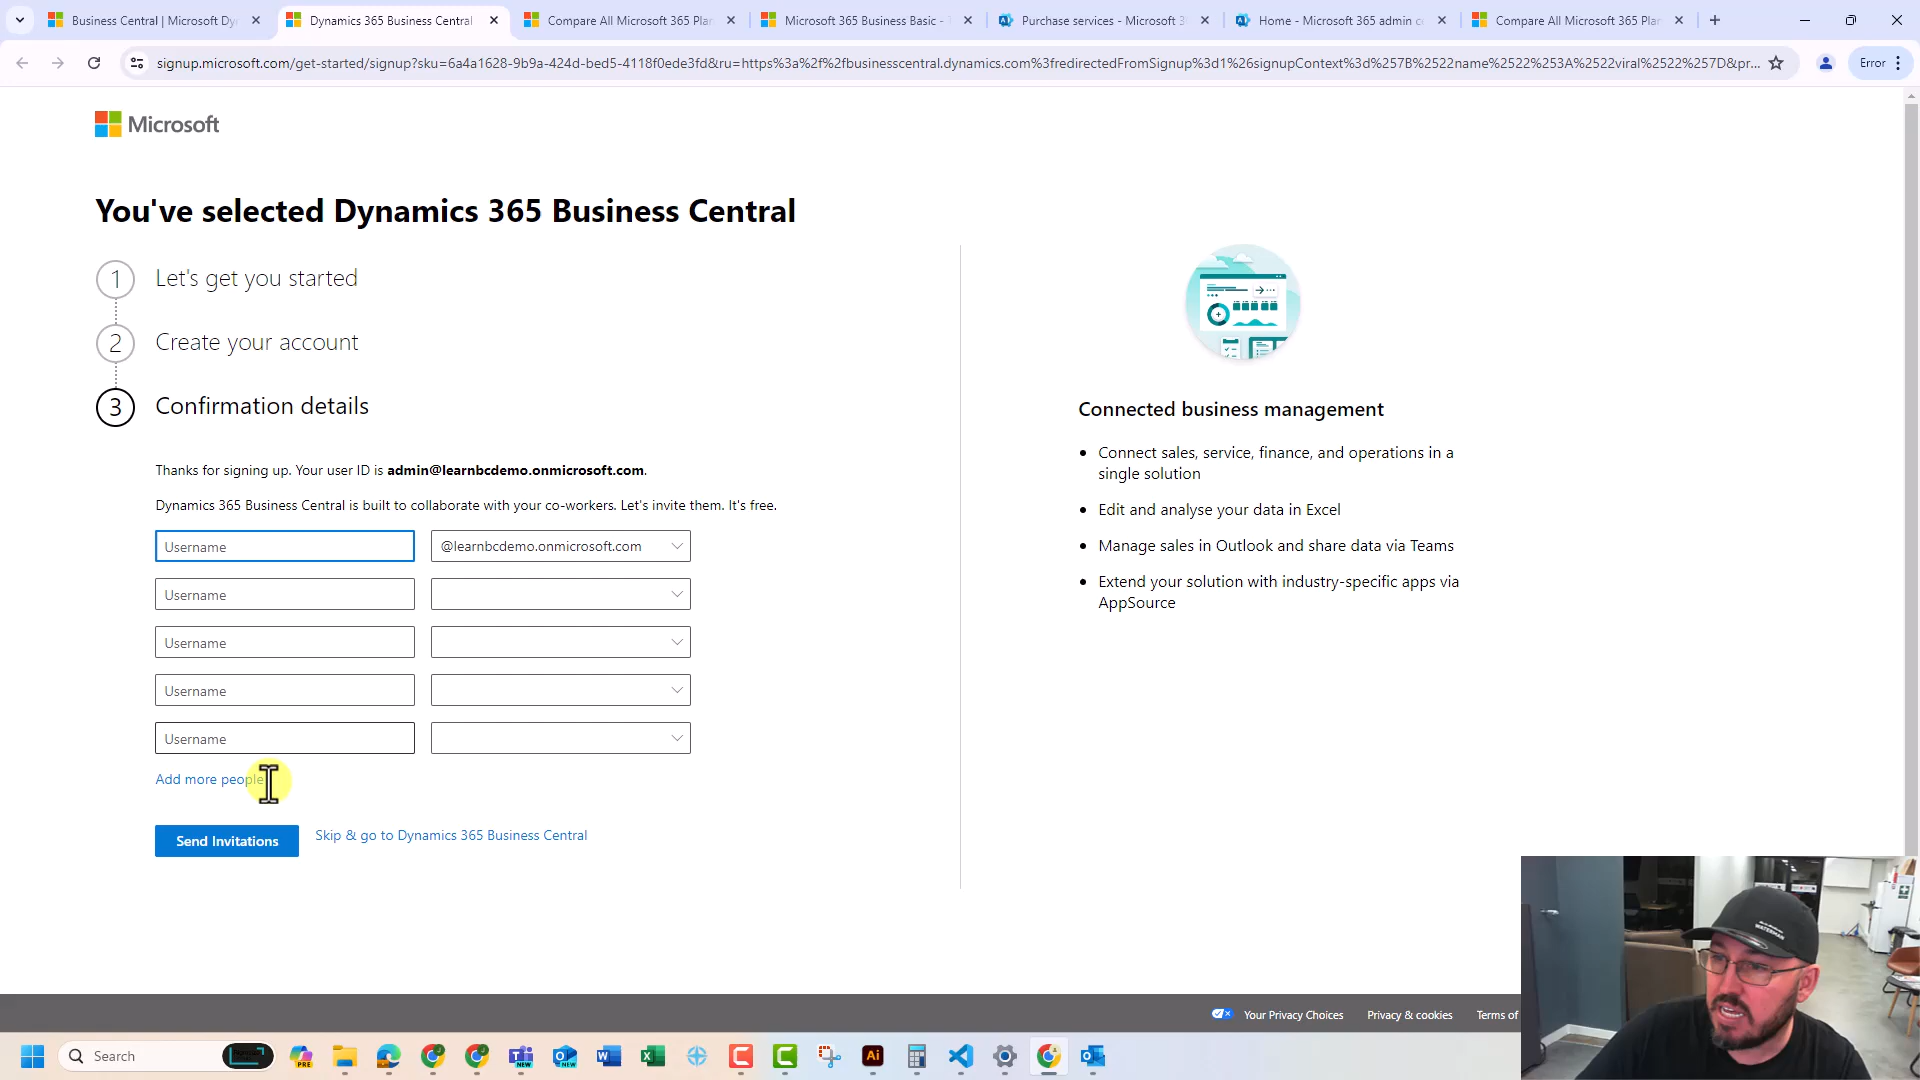 Business Central | Microsoft Dy
Dynamics 365 Business Central
Compare All Microsoft 365 Plan
Microsoft 365 Business Basic -
Purchase services - Microsoft 3
Home - Microsoft 365 admin ce
Compare All Microsoft 365 Plan
signup.microsoft.com/get-started/signup?sku=6a4a1628-9b9a-424d-bed5-4118f0ede3fd&ru=https%3a%2f%2fbusinesscentral.dynamics.com%3fredirectedFromSignup%3d1%26signupContext%3d%257B%2522name%2522%253A%2522viral%2522%257D&pr...
Error
Microsoft
You've selected Dynamics 365 Business Central
1 Let's get you started
2 Create your account
3 Confirmation details
Thanks for signing up. Your user ID is admin@learnbcdemo.onmicrosoft.com.
Dynamics 365 Business Central is built to collaborate with your co-workers. Let's invite them. It's free.
Username @learnbcdemo.onmicrosoft.com
Username
Username
Username
Username
Add more people
Send Invitations
Skip & go to Dynamics 365 Business Central
Connected business management
Connect sales, service, finance, and operations in a
single solution
Edit and analyse your data in Excel
Manage sales in Outlook and share data via Teams
Extend your solution with industry-specific apps via
AppSource
WATERMAN
Your Privacy Choices
Privacy & cookies
Terms of
Search
PRE
NEW
NEW
Ai